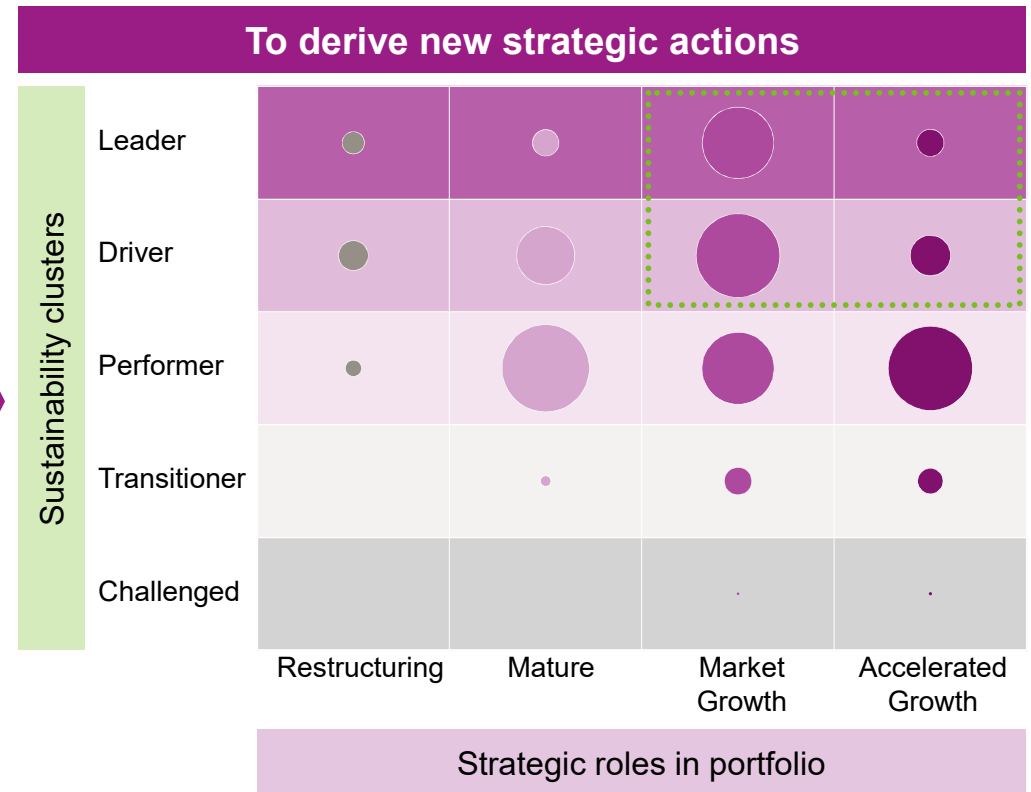 To derive new strategic actions
Sustainability clusters
Leader
Driver
Performer
Transitioner
Challenged
Restructuring
Mature
Market
Growth
Accelerated
Growth
Strategic roles in portfolio